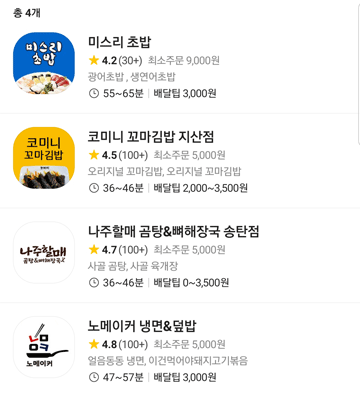 총 4개
미스리
초밥
미스리 초밥
★ 4.2(30+) 최소주문 9,000원
광어초밥 , 생연어초밥
55~65분 배달팁 3,000원
코미니
꼬마김밥
코미니 꼬마김밥 지산점
★ 4.5(100+) 최소주문 5,000원
오리지널 꼬마김밥, 오리지널 꼬마김밥
36~46분 배달팁 2,000~3,500원
나주할매
곰탕&뼈해장국
나주할매 곰탕&뼈해장국 송탄점
★ 4.7(100+) 최소주문 5,000원
사골 곰탕, 사골 육개장
36~46분 배달팁 0~3,500원
노메이커
노메이커 냉면&덮밥
★ 4.8(100+) 최소주문 5,000원
얼음동동 냉면, 이건먹어야돼지고기볶음
47~57분 배달팁 3,000원